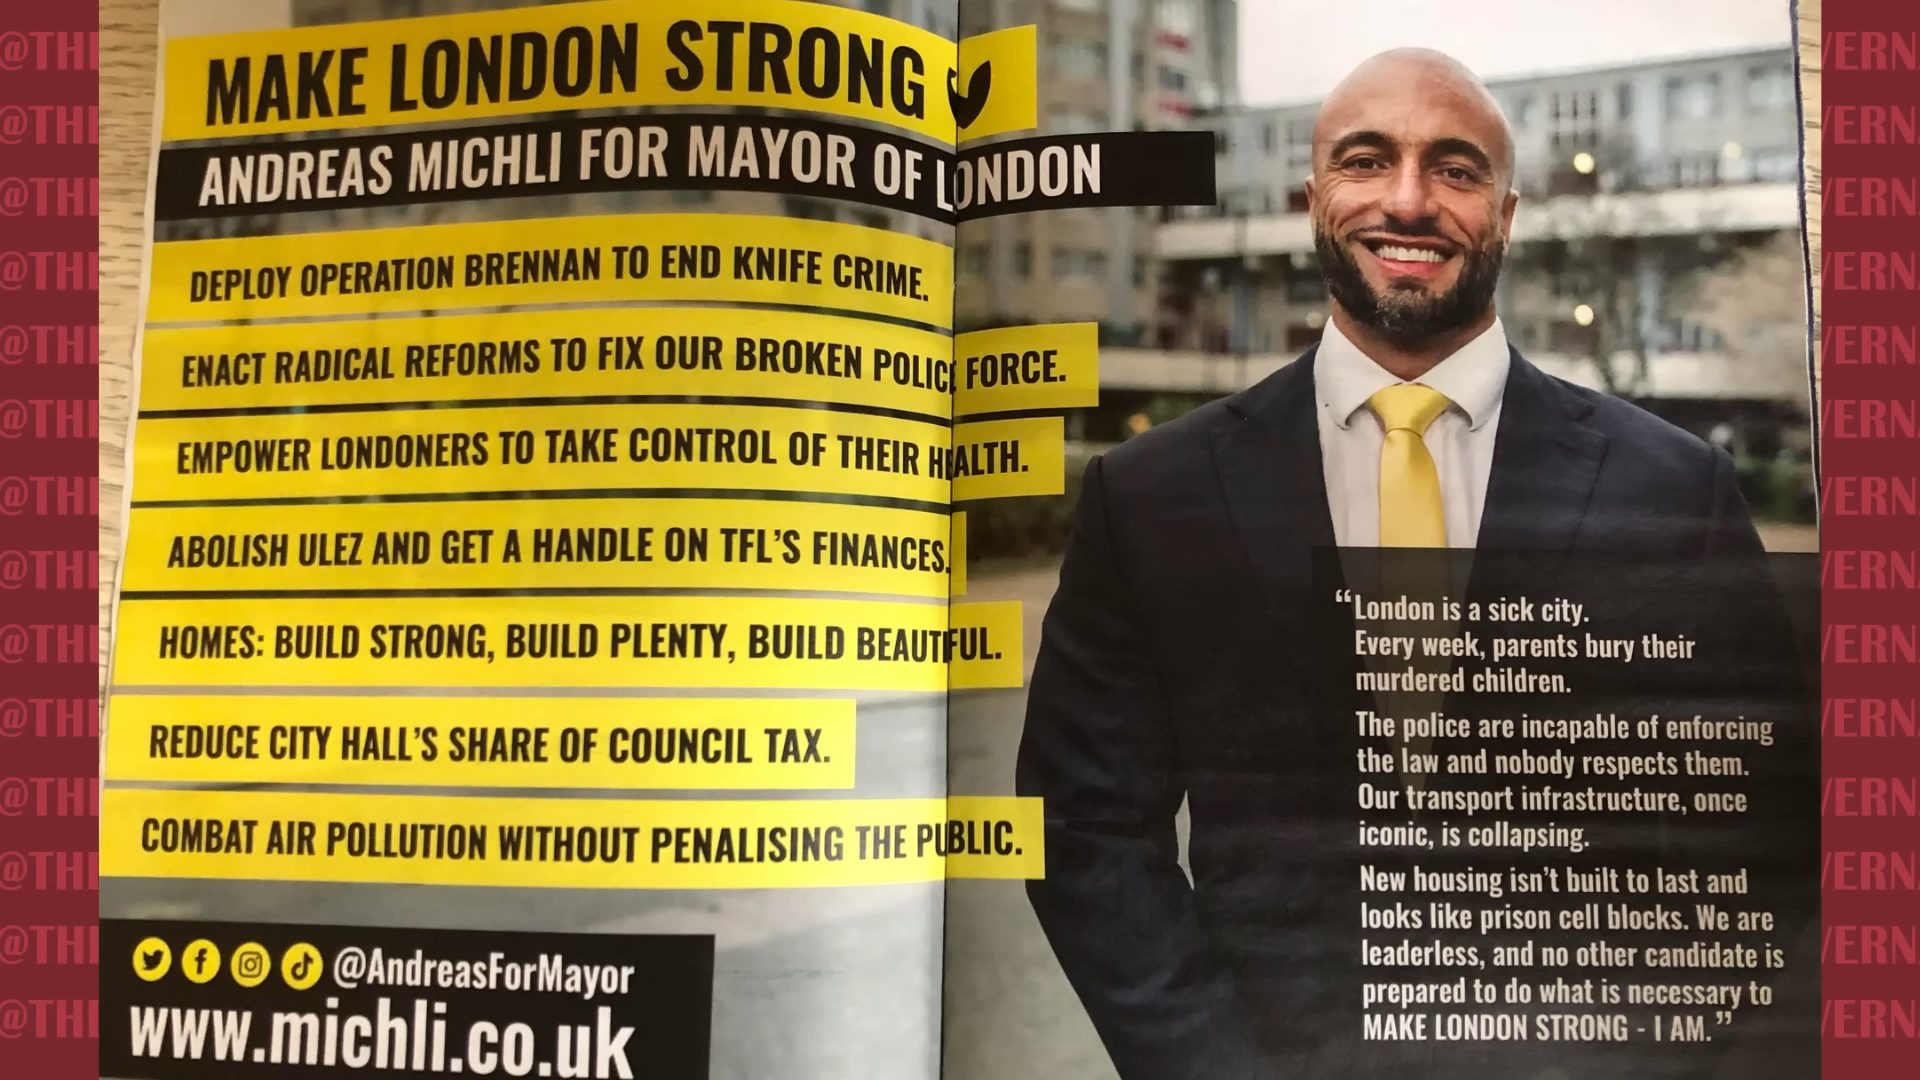 MAKE LONDON STRONG
ANDREAS MICHLI FOR MAYOR OF LONDON
DEPLOY OPERATION BRENNAN TO END KNIFE CRIME.
ENACT RADICAL REFORMS TO FIX OUR BROKEN POLICE FORCE.
EMPOWER LONDONERS TO TAKE CONTROL OF THEIR HEALTH.
ABOLISH ULEZ AND GET A HANDLE ON TFL'S FINANCES.
HOMES: BUILD STRONG, BUILD PLENTY, BUILD BEAUTIFUL.
REDUCE CITY HALL'S SHARE OF COUNCIL TAX.
COMBAT AIR POLLUTION WITHOUT PENALISING THE PUBLIC.
@AndreasForMayor
www.michli.co.uk
“London is a sick city.
Every week, parents bury their
murdered children.
The police are incapable of enforcing
the law and nobody respects them.
Our transport infrastructure, once
iconic, is collapsing.
New housing isn't built to last and
looks like prison cell blocks. We are
leaderless, and no other candidate is
prepared to do what is necessary to
MAKE LONDON STRONG - I AM.”